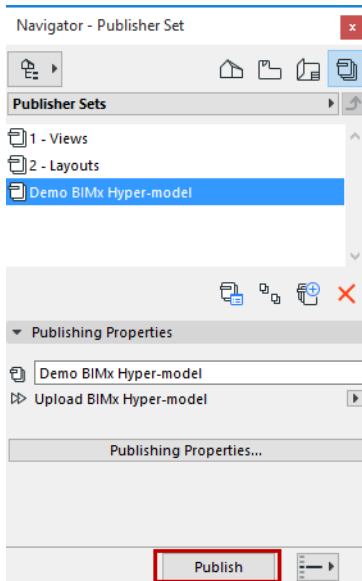 Navigator - Publisher Set
Publisher Sets
1 - Views
2 - Layouts
Demo BIMx Hyper-model
Publishing Properties
Demo BIMx Hyper-model
Upload BIMx Hyper-model
Publishing Properties...
Publish